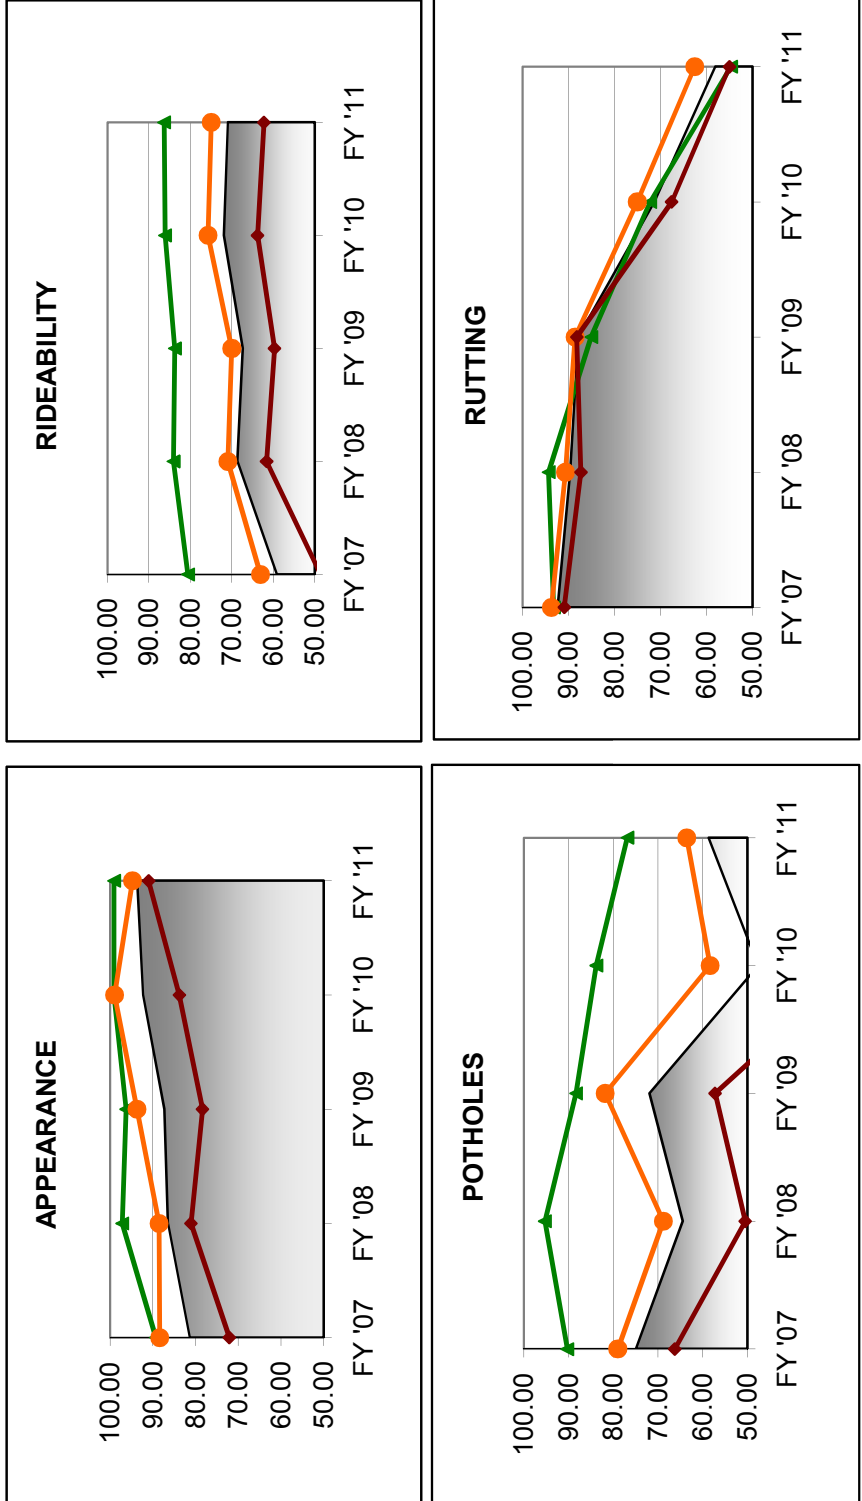 APPEARANCE
100.00
90.00
80.00
70.00
60.00
50.00
FY '07
FY '08
FY '09
FY '10
FY '11
RIDEABILITY
100.00
90.00
80.00
70.00
60.00
50.00
FY '07
FY '08
FY '09
FY '10
FY '11
POTHOLES
100.00
90.00
80.00
70.00
60.00
50.00
FY '07
FY '08
FY '09
FY '10
FY '11
RUTTING
100.00
90.00
80.00
70.00
60.00
50.00
FY '07
FY '08
FY '09
FY '10
FY '11